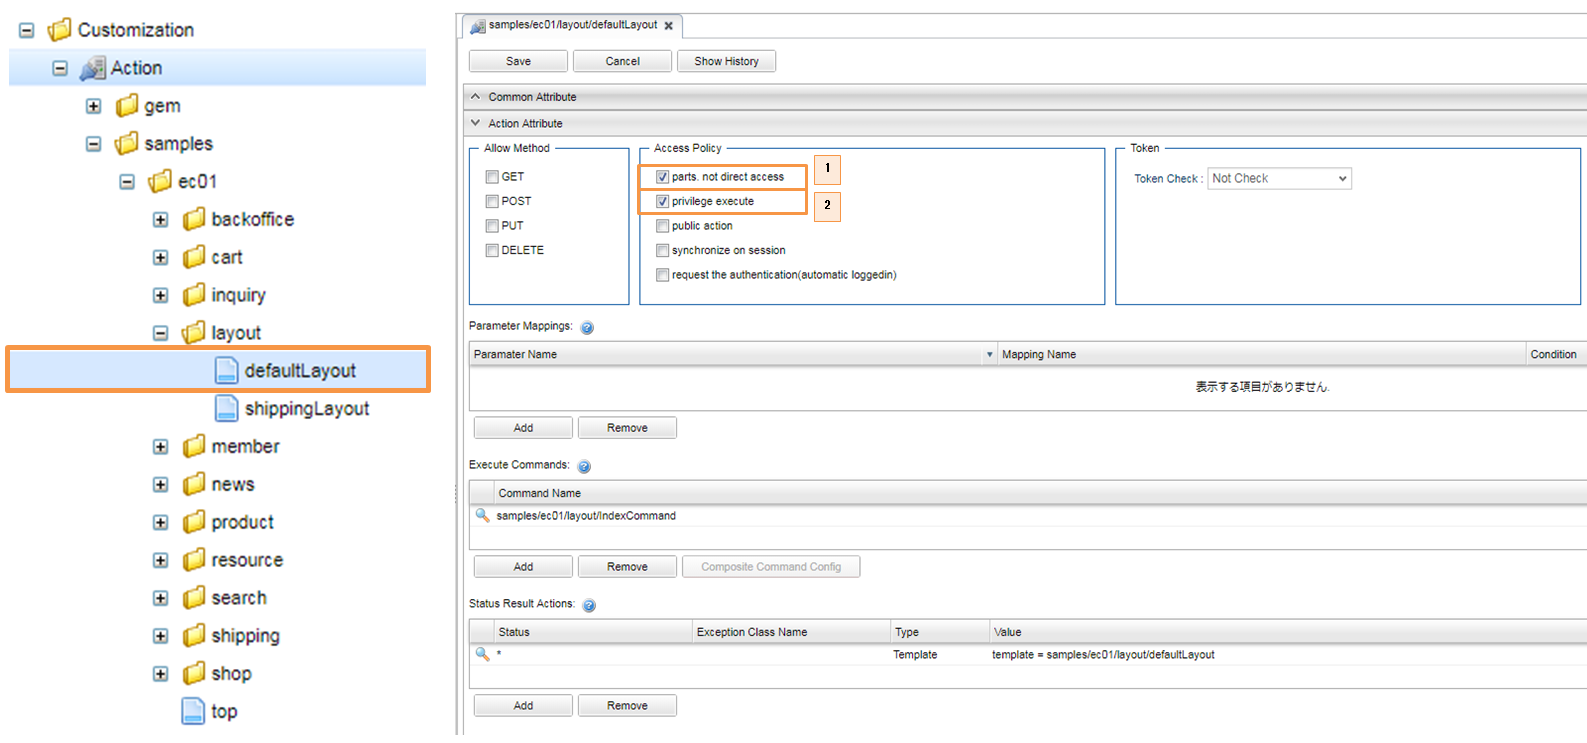 Customization
Action
gem
samples
ec01
backoffice
cart
inquiry
layout
defaultLayout
shippingLayout
member
news
product
resource
search
shipping
shop
top
samples/ec01/layout/defaultLayout
Save Cancel Show History
Common Attribute
Action Attribute
Allow Method
GET
POST
PUT
DELETE
Access Policy
parts. not direct access 1
privilege execute 2
public action
synchronize on session
request the authentication(automatic loggedin)
Token
Token Check : Not Check
Parameter Mappings:
Paramater Name Mapping Name Condition
表示する項目がありません.
Add Remove
Execute Commands:
Command Name
samples/ec01/layout/IndexCommand
Add Remove Composite Command Config
Status Result Actions:
Status Exception Class Name Type Value
* Template template = samples/ec01/layout/defaultLayout
Add Remove